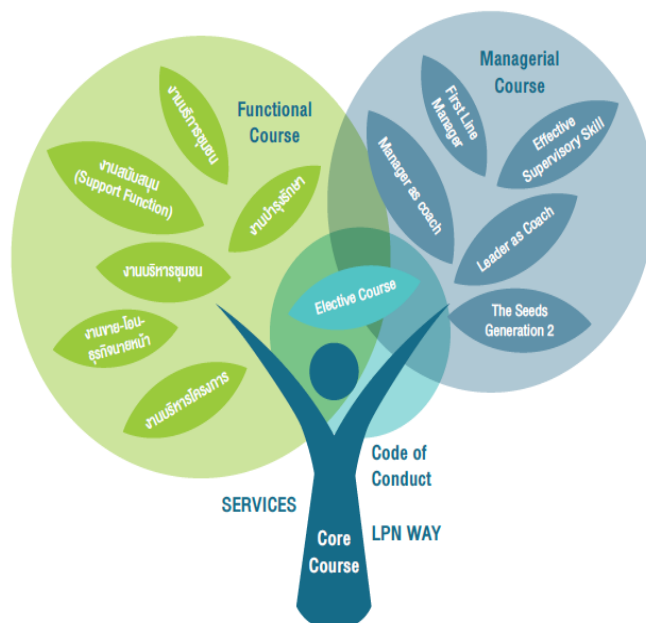 Functional
Course
งานบริการชุมชน
งานสนับสนุน
(Support Function)
งานบำรุงรักษา
งานบริหารชุมชน
งานขาย-โอน-
ธุรกิจนายหน้า
งานบริหารโครงการ
Managerial
Course
First Line
Manager
Effective
Supervisory Skill
Manager as coach
Leader as Coach
The Seeds
Generation 2
Elective Course
Code of
Conduct
SERVICES
LPN WAY
Core
Course